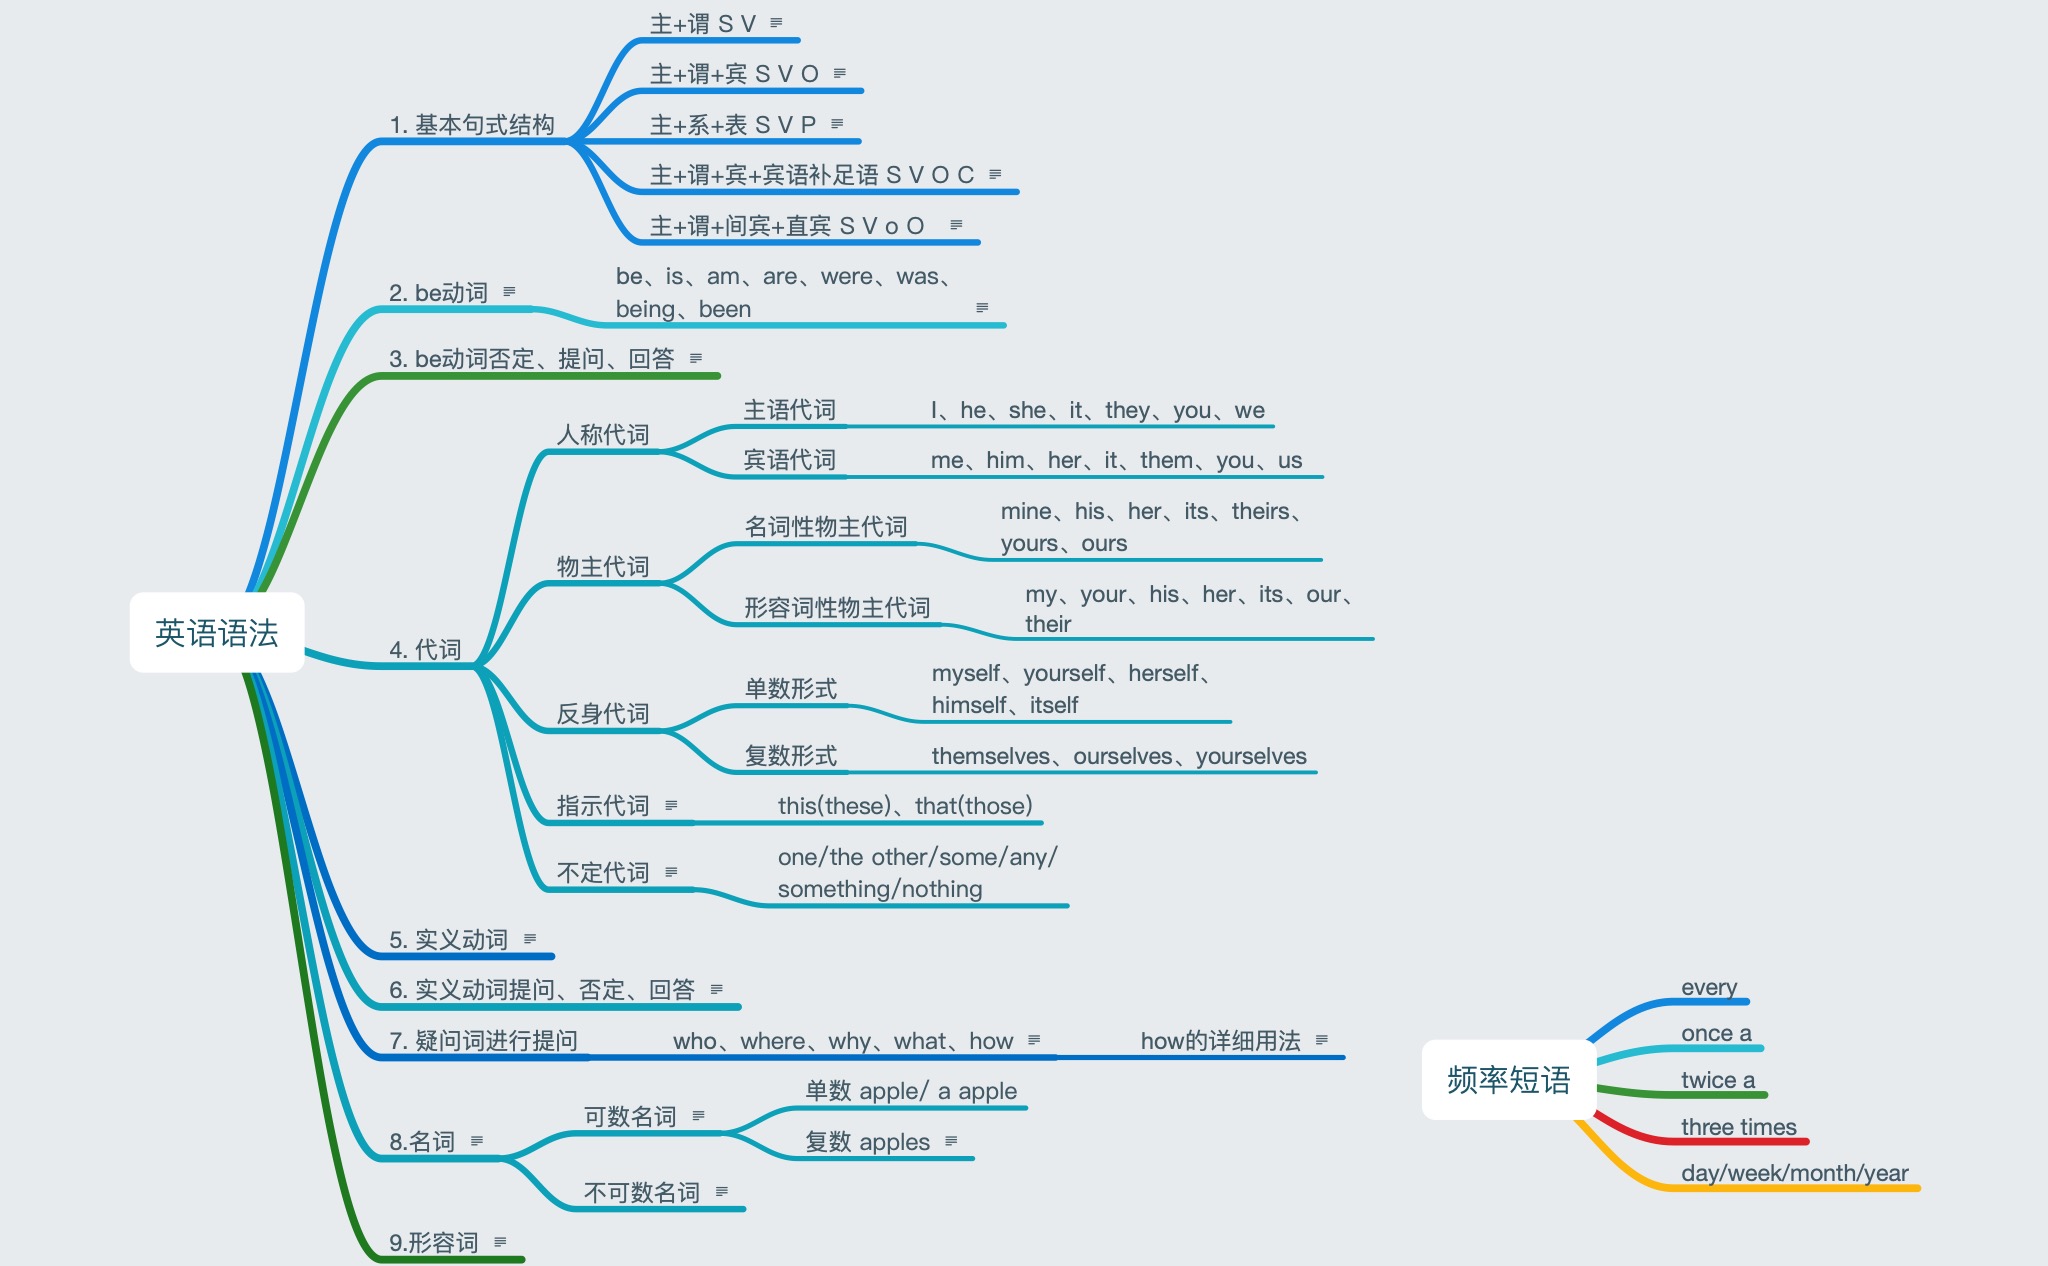 英语语法
1. 基本句式结构
主+谓 S V
主+谓+宾 S V O
主+系+表 S V P
主+谓+宾+宾语补足语 S V O C
主+谓+间宾+直宾 S V o O
2. be动词
be、is、am、are、were、was、
being、been
3. be动词否定、提问、回答
4. 代词
人称代词
主语代词
I、he、she、it、they、you、we
宾语代词
me、him、her、it、them、you、us
物主代词
名词性物主代词
mine、his、her、its、theirs、
yours、ours
形容词性物主代词
my、your、his、her、its、our、
their
反身代词
单数形式
myself、yourself、herself、
himself、itself
复数形式
themselves、ourselves、yourselves
指示代词
this(these)、that(those)
不定代词
one/the other/some/any/
something/nothing
5. 实义动词
6. 实义动词提问、否定、回答
7. 疑问词进行提问
who、where、why、what、how
how的详细用法
8.名词
可数名词
单数 apple/ a apple
复数 apples
不可数名词
9.形容词
频率短语
every
once a
twice a
three times
day/week/month/year